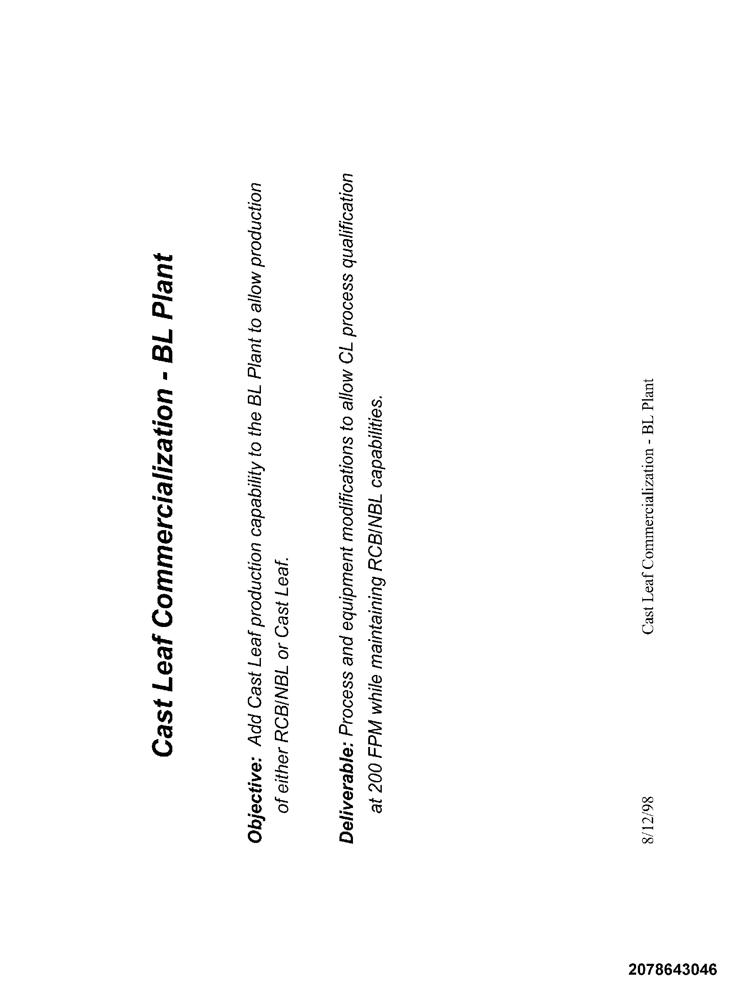 Cast Leaf Commercialization - BL Plant
Objective: Add Cast Leaf production capability to the BL Plant to allow production
of either RCB/NBL or Cast Leaf.
Deliverable: Process and equipment modifications to allow CL process qualification
at 200 FPM while maintaining RCB/NBL capabilities.
8/12/98 Cast Leaf Commercialization - BL Plant
2078643046